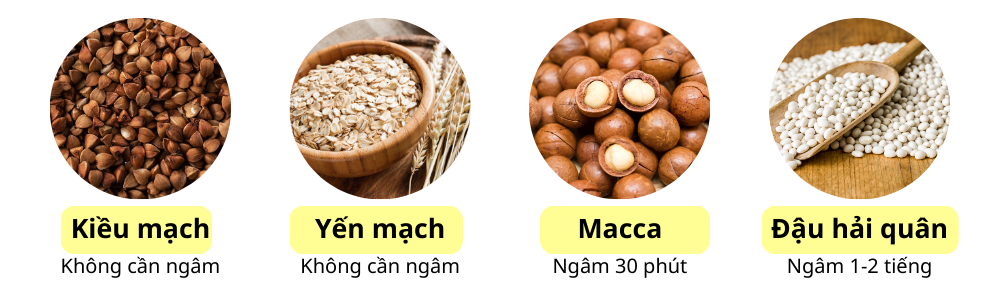 Kiều mạch
Không cần ngâm
Yến mạch
Không cần ngâm
Macca
Ngâm 30 phút
Đậu hải quân
Ngâm 1-2 tiếng